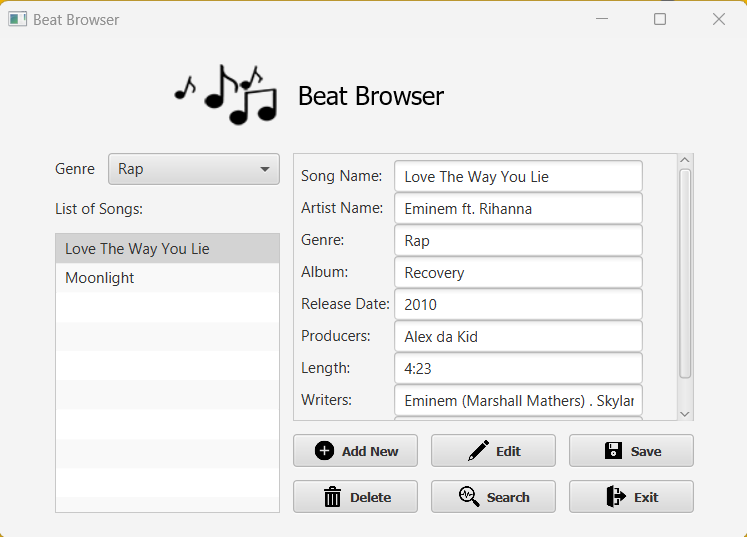 Beat Browser
Beat Browser
Genre Rap
List of Songs:
Love The Way You Lie
Moonlight
Song Name: Love The Way You Lie
Artist Name: Eminem ft. Rihanna
Genre: Rap
Album: Recovery
Release Date: 2010
Producers: Alex da Kid
Length: 4:23
Writers: Eminem (Marshall Mathers) . Skylar
Add New Edit Save
Delete Search Exit